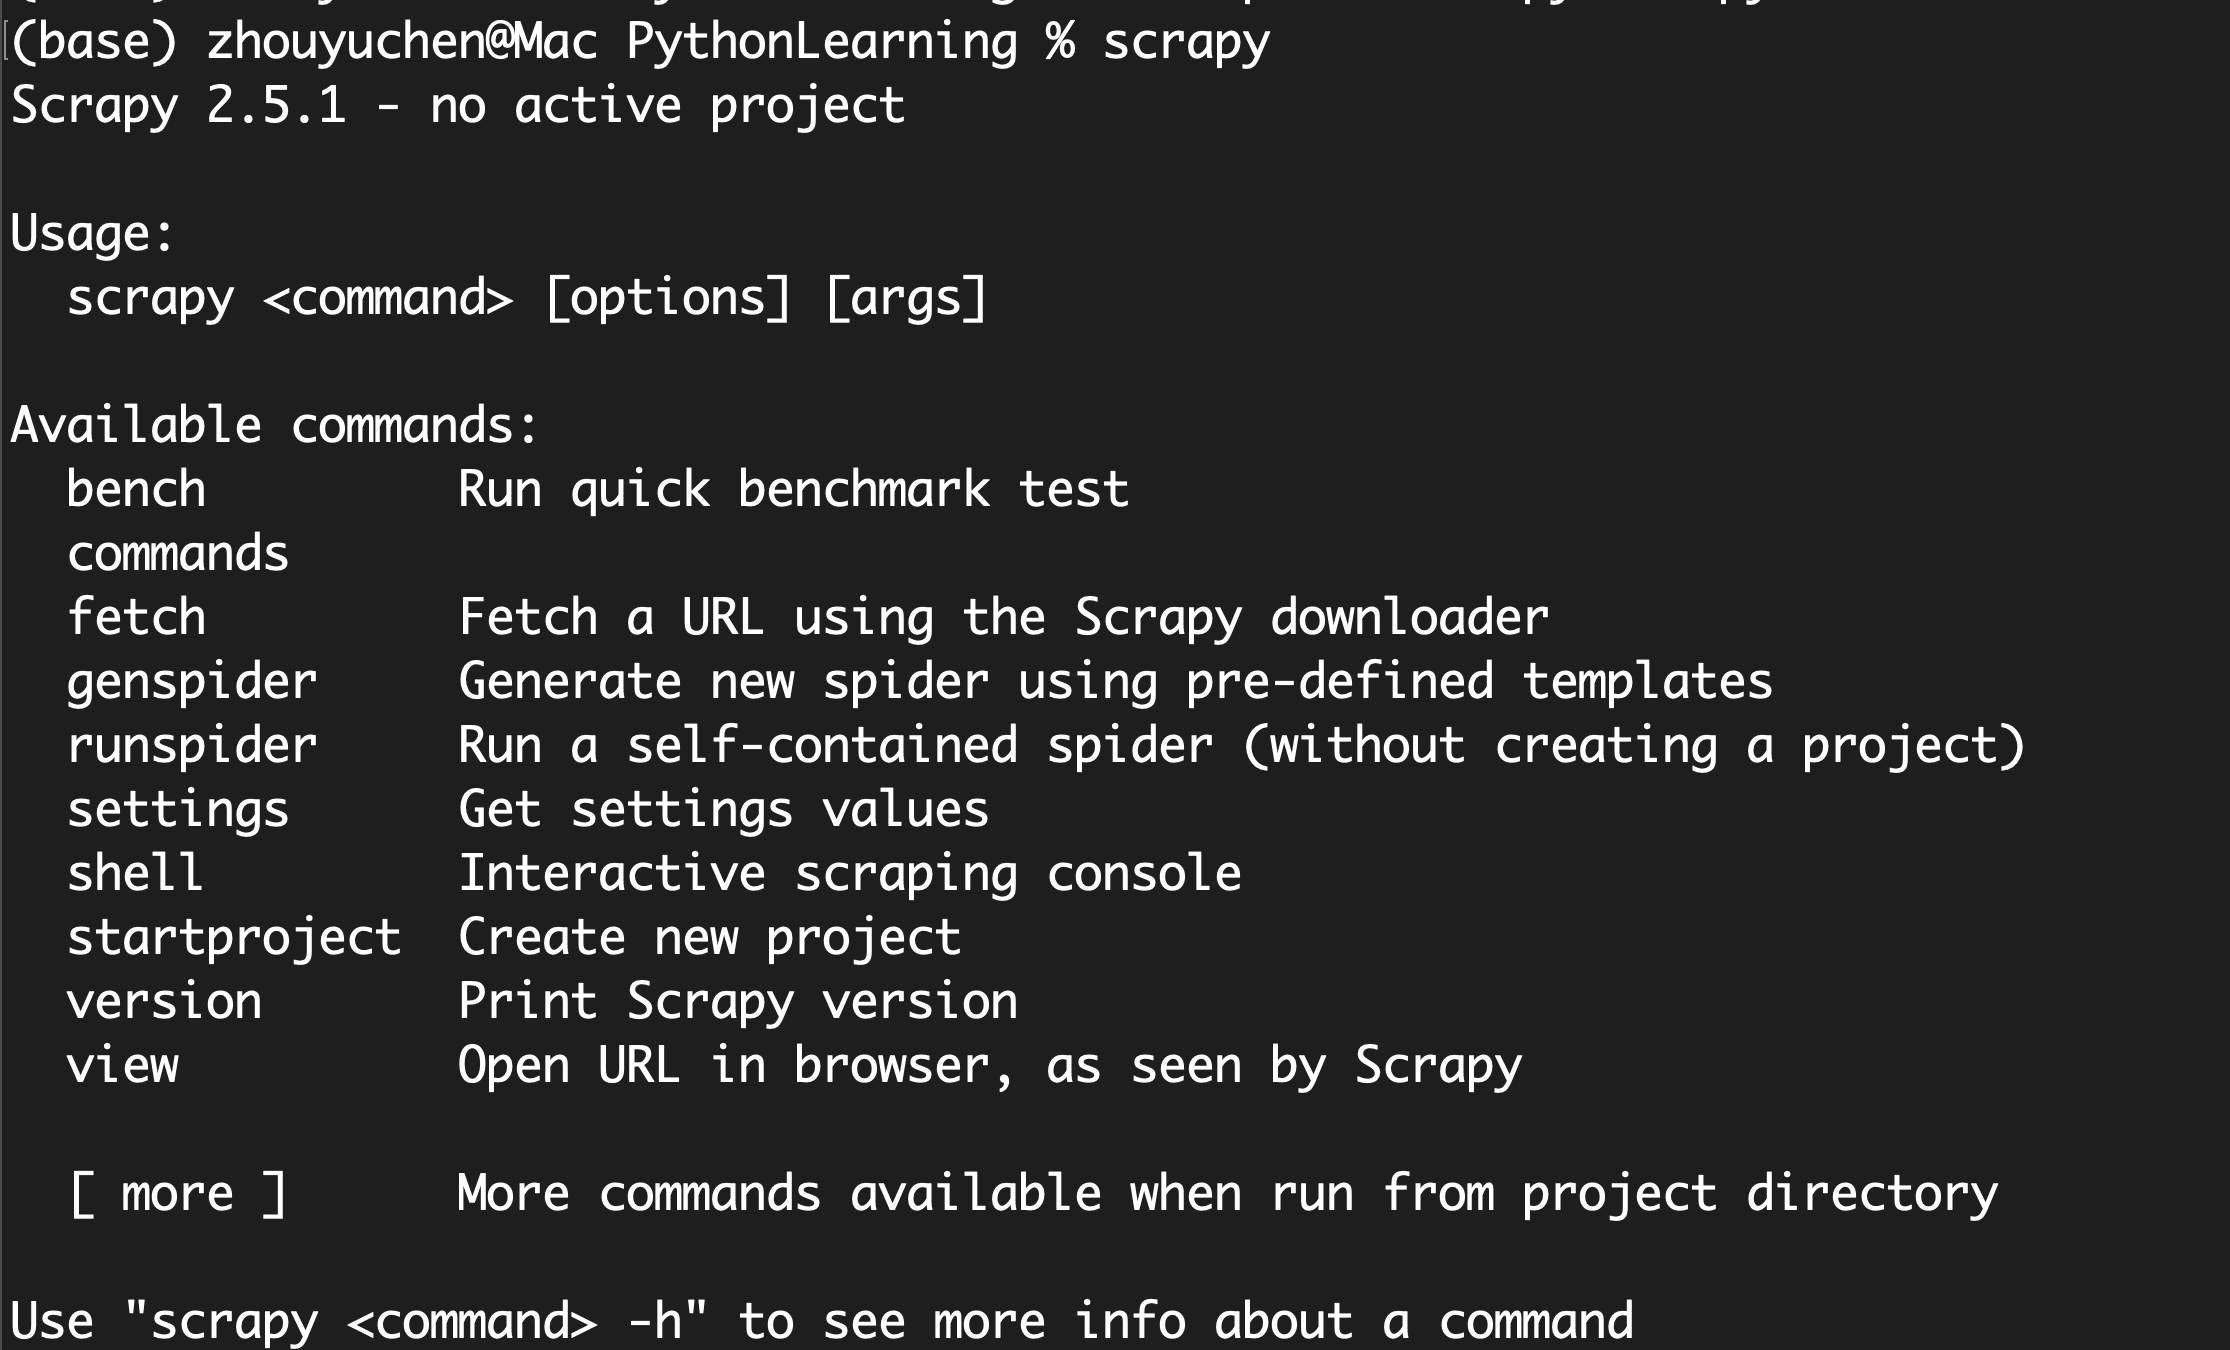 (base) zhouyuchen@Mac PythonLearning % scrapy
Scrapy 2.5.1 - no active project
Usage:
  scrapy <command> [options] [args]
Available commands:
  bench         Run quick benchmark test
  commands
  fetch         Fetch a URL using the Scrapy downloader
  genspider     Generate new spider using pre-defined templates
  runspider     Run a self-contained spider (without creating a project)
  settings      Get settings values
  shell         Interactive scraping console
  startproject  Create new project
  version       Print Scrapy version
  view          Open URL in browser, as seen by Scrapy
  [ more ]      More commands available when run from project directory
Use "scrapy <command> -h" to see more info about a command